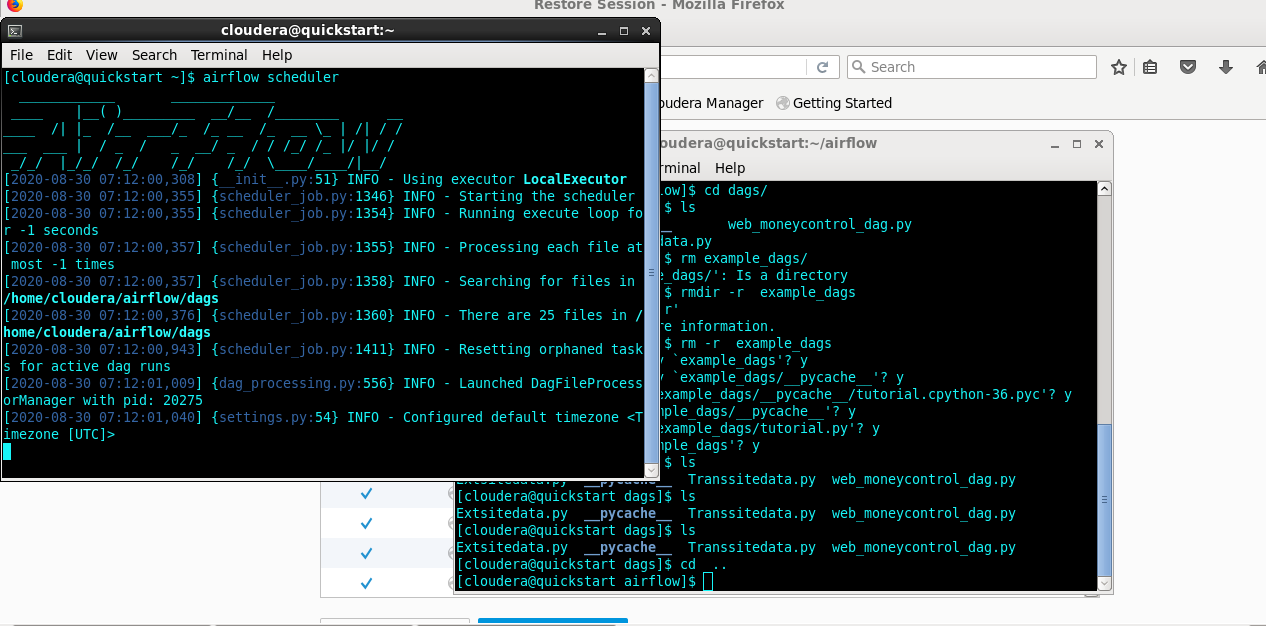 Restore Session - Mozilla Firefox
cloudera@quickstart:~
File Edit View Search Terminal Help
[cloudera@quickstart ~]$ airflow scheduler
[2020-08-30 07:12:00,308] {__init__.py:51} INFO - Using executor LocalExecutor
[2020-08-30 07:12:00,355] {scheduler_job.py:1346} INFO - Starting the scheduler
[2020-08-30 07:12:00,355] {scheduler_job.py:1354} INFO - Running execute loop fo
r -1 seconds
[2020-08-30 07:12:00,357] {scheduler_job.py:1355} INFO - Processing each file at
most -1 times
[2020-08-30 07:12:00,357] {scheduler_job.py:1358} INFO - Searching for files in
/home/cloudera/airflow/dags
[2020-08-30 07:12:00,376] {scheduler_job.py:1360} INFO - There are 25 files in /
home/cloudera/airflow/dags
[2020-08-30 07:12:00,943] {scheduler_job.py:1411} INFO - Resetting orphaned task
s for active dag runs
[2020-08-30 07:12:01,009] {dag_processing.py:556} INFO - Launched DagFileProcess
orManager with pid: 20275
[2020-08-30 07:12:01,040] {settings.py:54} INFO - Configured default timezone <T
imezone [UTC]>
Search
oudera Manager Getting Started
oudera@quickstart:~/airflow
rminal Help
low]$ cd dags/
$ ls
web_moneycontrol_dag.py
data.py
$ rm example_dags/
e_dags/': Is a directory
$ rmdir -r example_dags
r'
re information.
$ rm -r example_dags
y `example_dags'? y
y `example_dags/__pycache__'? y
example_dags/__pycache__/tutorial.cpython-36.pyc'? y
mple_dags/__pycache__'? y
example_dags/tutorial.py'? y
mple_dags'? y
$ ls
Extsitedata.py __pycache__ Transsitedata.py web_moneycontrol_dag.py
[cloudera@quickstart dags]$ ls
Extsitedata.py __pycache__ Transsitedata.py web_moneycontrol_dag.py
[cloudera@quickstart dags]$ ls
Extsitedata.py __pycache__ Transsitedata.py web_moneycontrol_dag.py
[cloudera@quickstart dags]$ cd ..
[cloudera@quickstart airflow]$